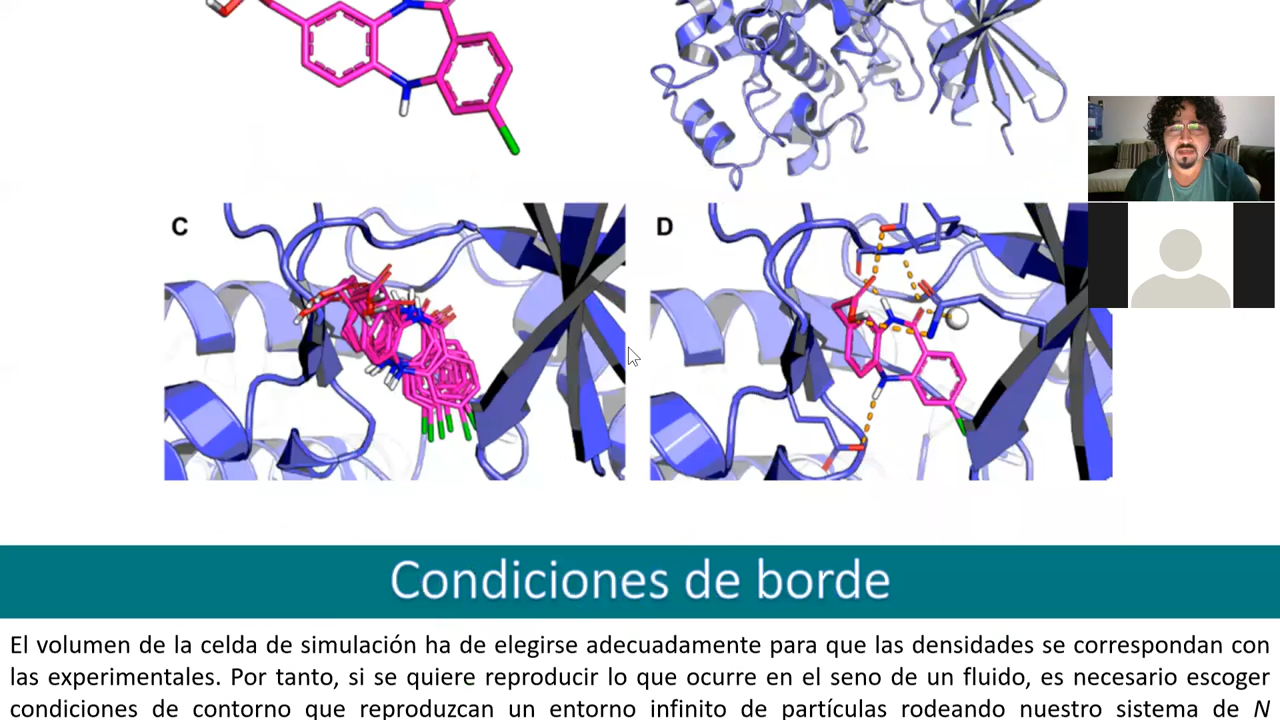 C
D
Condiciones de borde
El volumen de la celda de simulación ha de elegirse adecuadamente para que las densidades se correspondan con
las experimentales. Por tanto, si se quiere reproducir lo que ocurre en el seno de un fluido, es necesario escoger
condiciones de contorno que reproduzcan un entorno infinito de partículas rodeando nuestro sistema de N